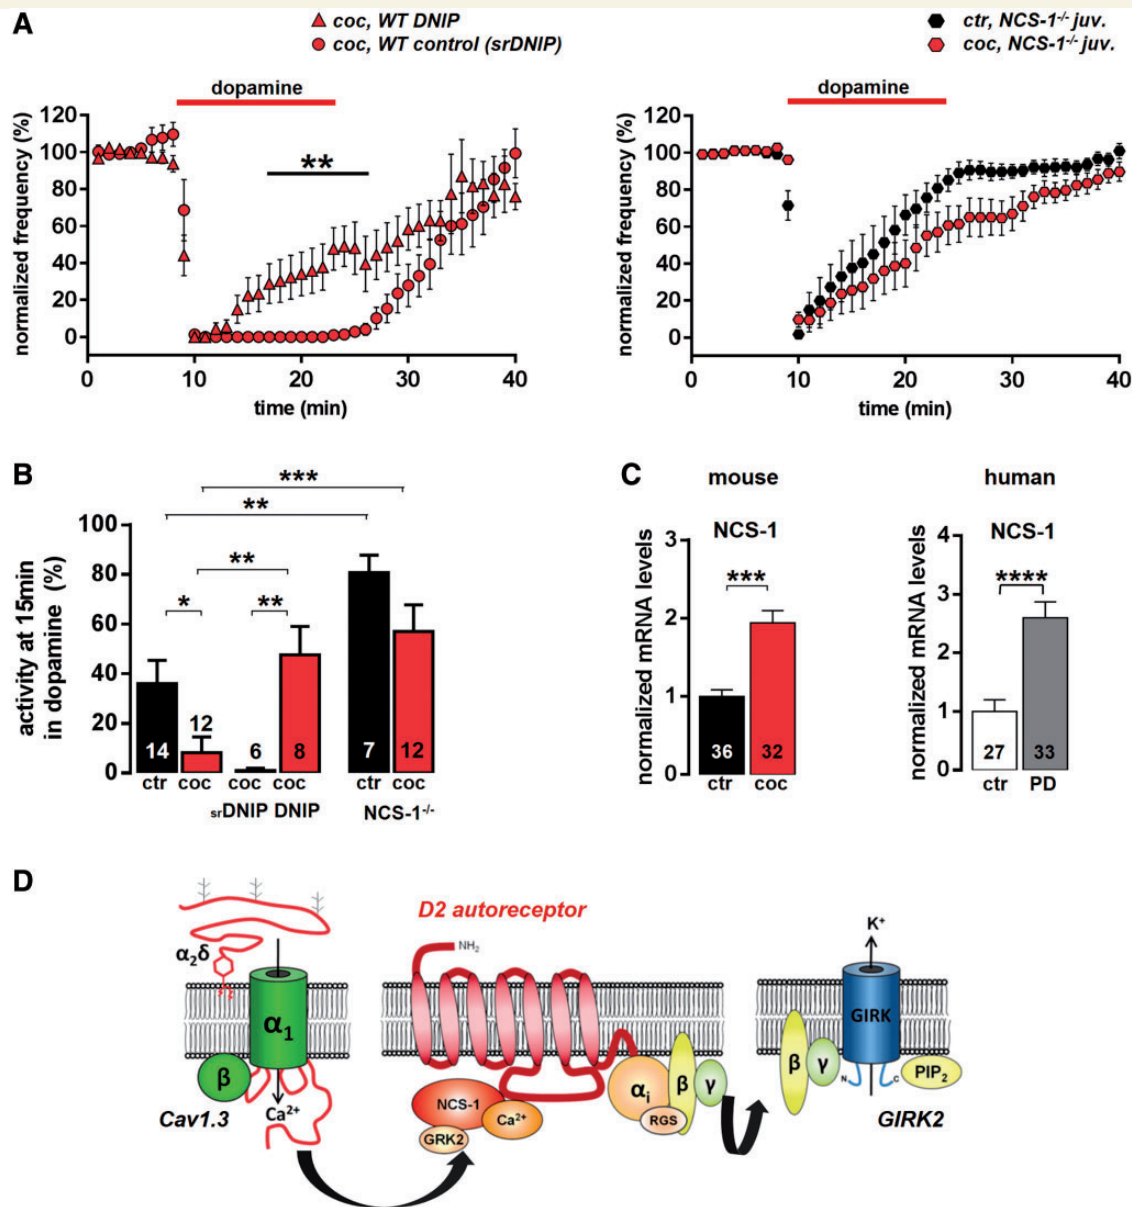 A
coc, WT DNIP
coc, WT control (srDNIP)
ctr, NCS-1-/- juv.
coc, NCS-1-/- juv.
dopamine
normalized frequency (%)
120
100
80
60
40
20
0
**
0 10 20 30 40
time (min)
dopamine
normalized frequency (%)
120
100
80
60
40
20
0
0 10 20 30 40
time (min)
B
activity at 15min
in dopamine (%)
100
80
60
40
20
0
***
**
**
* **
14 12 6 8 7 12
ctr coc coc coc ctr coc
srDNIP DNIP NCS-1-/-
C
mouse
NCS-1
normalized mRNA levels
3
2
1
0
***
36 32
ctr coc
human
NCS-1
normalized mRNA levels
4
3
2
1
0
****
27 33
ctr PD
D
α2δ
α1
β
Cav1.3
Ca2+
D2 autoreceptor
NH2
NCS-1
GRK2
Ca2+
αi
RGS
β
γ
K+
GIRK
β
γ
N
C
PIP2
GIRK2